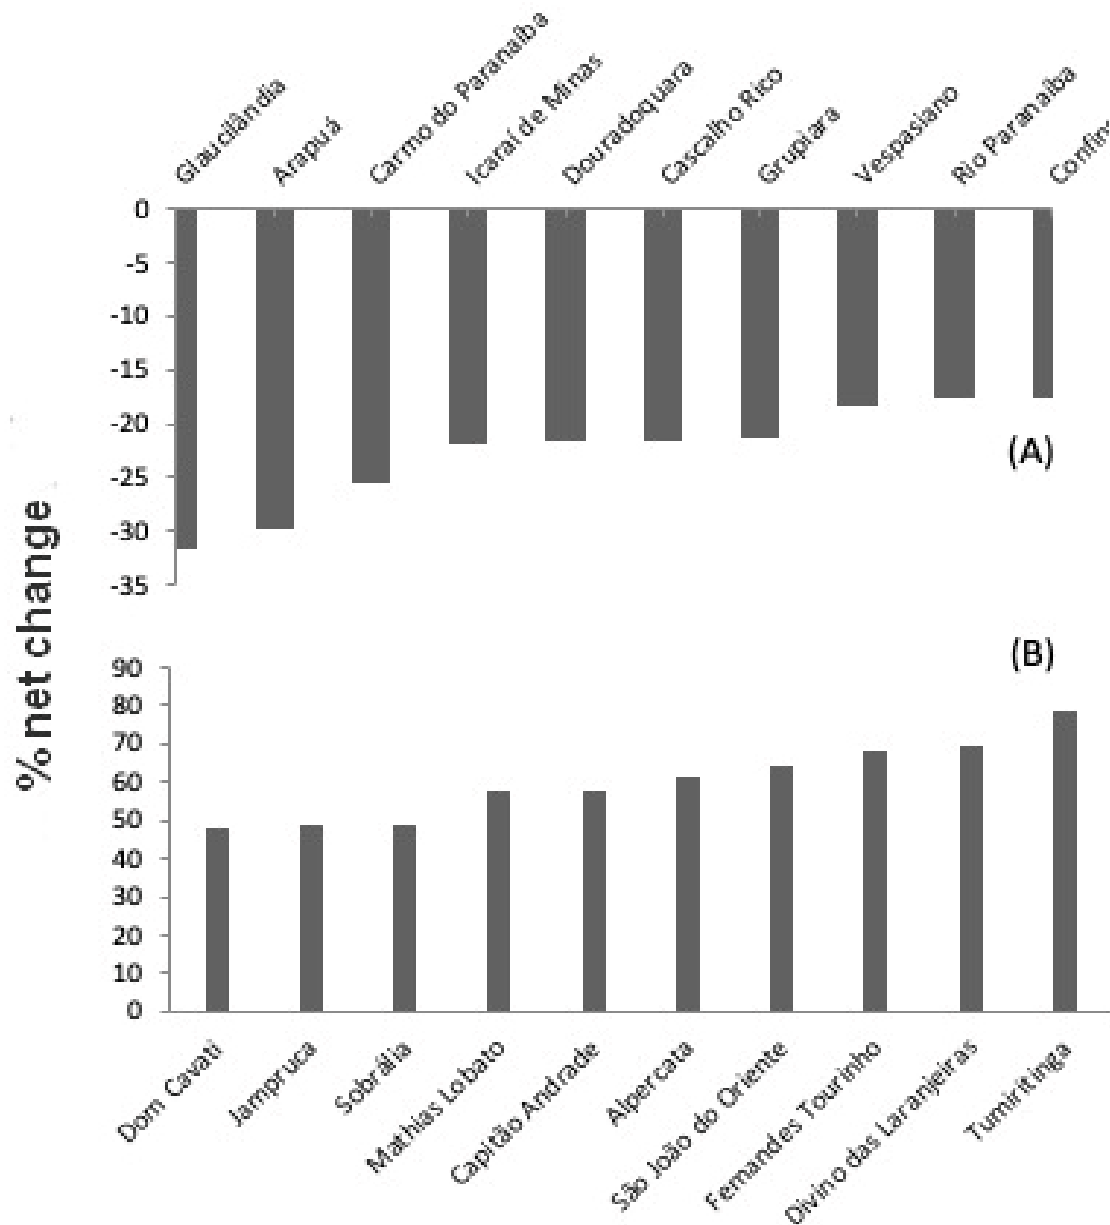 Glaucilândia
Arapuá
Carmo do Paranaíba
Icaraí de Minas
Douradoquara
Cascalho Rico
Grupiara
Vespasiano
Rio Paranaíba
Confins
0
-5
-10
-15
-20
-25
-30
-35
(A)
% net change
(B)
90
80
70
60
50
40
30
20
10
0
Dom Cavati
Jampruca
Sobrália
Mathias Lobato
Capitão Andrade
Alpercata
São João do Oriente
Fernandes Tourinho
Divino das Laranjeiras
Tumiritinga